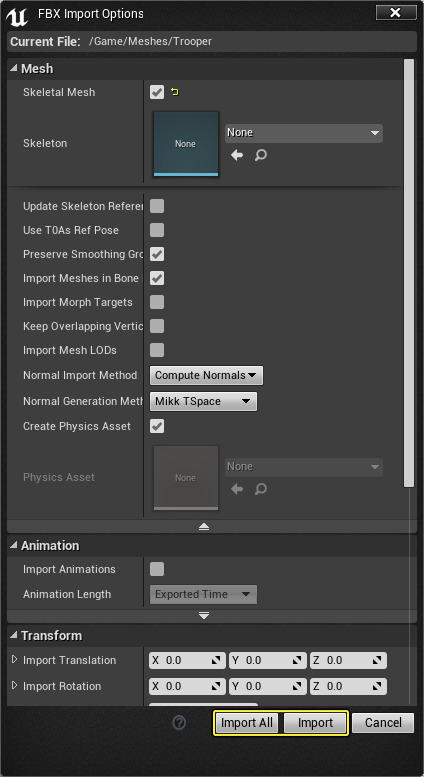 FBX Import Options
Current File: /Game/Meshes/Trooper
Mesh
Skeletal Mesh
Skeleton
None
None
Update Skeleton Referen
Use T0As Ref Pose
Preserve Smoothing Gro
Import Meshes in Bone
Import Morph Targets
Keep Overlapping Vertic
Import Mesh LODs
Normal Import Method Compute Normals
Normal Generation Meth Mikk TSpace
Create Physics Asset
Physics Asset
None
None
Animation
Import Animations
Animation Length Exported Time
Transform
Import Translation X 0.0 Y 0.0 Z 0.0
Import Rotation X 0.0 Y 0.0 Z 0.0
? Import All Import Cancel